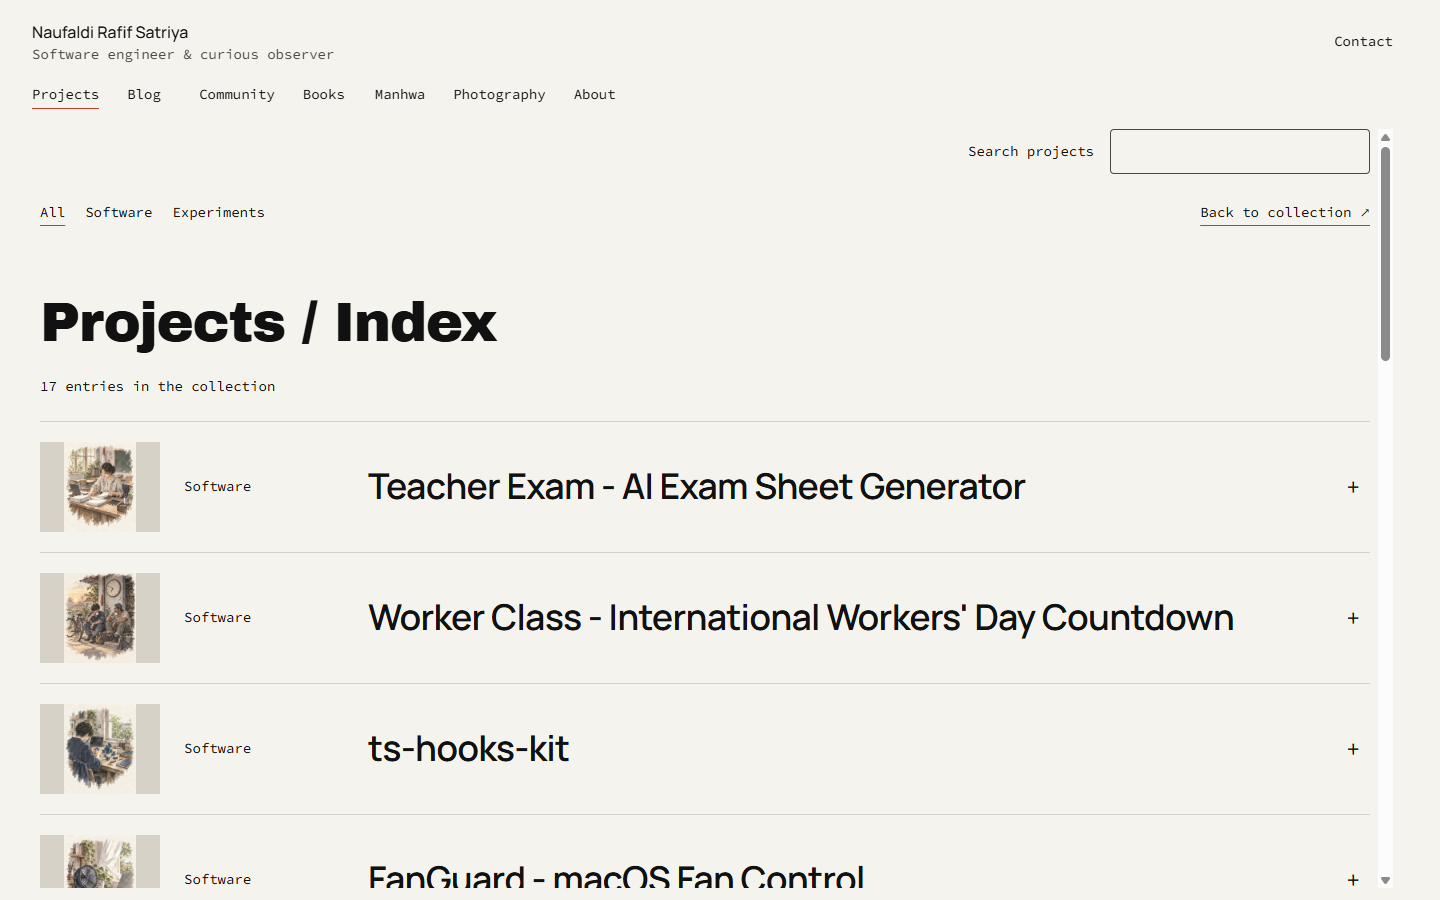 Naufaldi Rafif Satriya
Software engineer & curious observer
Contact
Projects Blog Community Books Manhwa Photography About
Search projects
All Software Experiments
Back to collection ↗
Projects / Index
17 entries in the collection
Software
Teacher Exam - AI Exam Sheet Generator
+
Software
Worker Class - International Workers' Day Countdown
+
Software
ts-hooks-kit
+
Software
FanGuard - macOS Fan Control
+